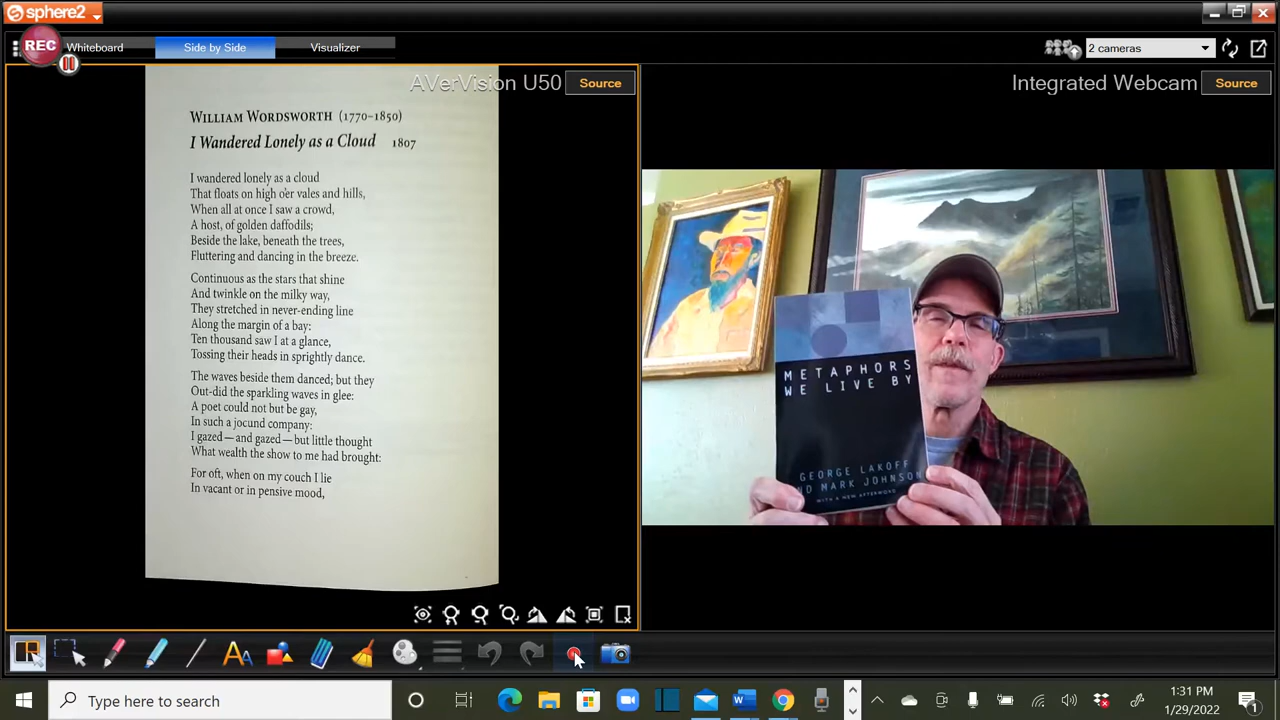 sphere2
REC
Whiteboard
Side by Side
Visualizer
2 cameras
AVerVision U50
Source
Integrated Webcam
Source
WILLIAM WORDSWORTH (1770–1850)
I Wandered Lonely as a Cloud 1807
I wandered lonely as a cloud
That floats on high o'er vales and hills,
When all at once I saw a crowd,
A host, of golden daffodils;
Beside the lake, beneath the trees,
Fluttering and dancing in the breeze.
Continuous as the stars that shine
And twinkle on the milky way,
They stretched in never-ending line
Along the margin of a bay:
Ten thousand saw I at a glance,
Tossing their heads in sprightly dance.
The waves beside them danced; but they
Out-did the sparkling waves in glee:
A poet could not but be gay,
In such a jocund company:
I gazed—and gazed—but little thought
What wealth the show to me had brought:
For oft, when on my couch I lie
In vacant or in pensive mood,
METAPHORS
WE LIVE BY
GEORGE LAKOFF
ND MARK JOHNSON
WITH A NEW AFTERWORD
Type here to search
1:31 PM
1/29/2022
1